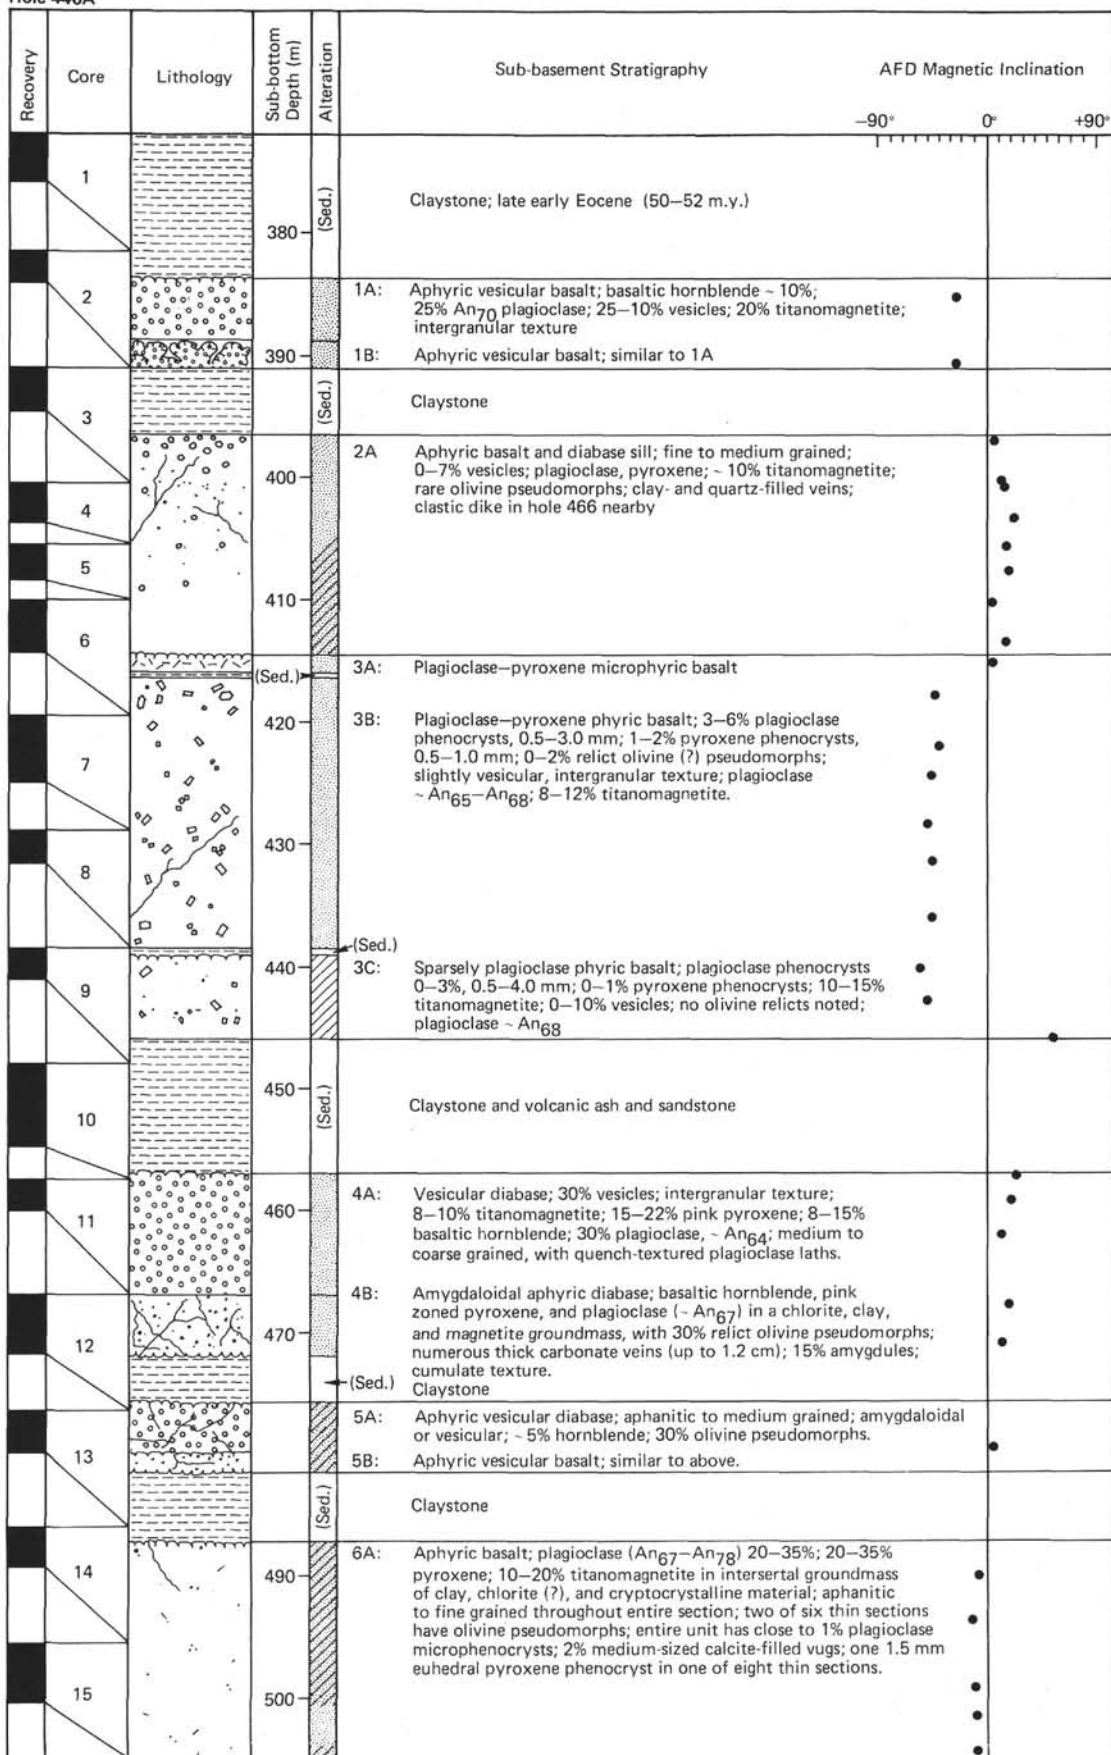 Recovery
Core
Lithology
Sub-bottom
Depth (m)
Alteration
Sub-basement Stratigraphy
AFD Magnetic Inclination
−90°
0°
+90°
1
(Sed.)
Claystone; late early Eocene (50–52 m.y.)
380
2
1A: Aphyric vesicular basalt; basaltic hornblende ~ 10%;
25% An70 plagioclase; 25–10% vesicles; 20% titanomagnetite;
intergranular texture
390
1B: Aphyric vesicular basalt; similar to 1A
3
(Sed.)
Claystone
2A Aphyric basalt and diabase sill; fine to medium grained;
0–7% vesicles; plagioclase, pyroxene; ~ 10% titanomagnetite;
rare olivine pseudomorphs; clay- and quartz-filled veins;
clastic dike in hole 466 nearby
400
4
5
410
6
(Sed.)
3A: Plagioclase–pyroxene microphyric basalt
420
3B: Plagioclase–pyroxene phyric basalt; 3–6% plagioclase
phenocrysts, 0.5–3.0 mm; 1–2% pyroxene phenocrysts,
0.5–1.0 mm; 0–2% relict olivine (?) pseudomorphs;
slightly vesicular, intergranular texture; plagioclase
~ An65–An68; 8–12% titanomagnetite.
7
430
8
(Sed.)
440
9
3C: Sparsely plagioclase phyric basalt; plagioclase phenocrysts
0–3%, 0.5–4.0 mm; 0–1% pyroxene phenocrysts; 10–15%
titanomagnetite; 0–10% vesicles; no olivine relicts noted;
plagioclase ~ An68
450
10
(Sed.)
Claystone and volcanic ash and sandstone
460
11
4A: Vesicular diabase; 30% vesicles; intergranular texture;
8–10% titanomagnetite; 15–22% pink pyroxene; 8–15%
basaltic hornblende; 30% plagioclase, ~ An64; medium to
coarse grained, with quench-textured plagioclase laths.
4B: Amygdaloidal aphyric diabase; basaltic hornblende, pink
zoned pyroxene, and plagioclase (~ An67) in a chlorite, clay,
and magnetite groundmass, with 30% relict olivine pseudomorphs;
numerous thick carbonate veins (up to 1.2 cm); 15% amygdules;
cumulate texture.
470
12
(Sed.)
Claystone
5A: Aphyric vesicular diabase; aphanitic to medium grained; amygdaloidal
or vesicular; ~ 5% hornblende; 30% olivine pseudomorphs.
13
5B: Aphyric vesicular basalt; similar to above.
(Sed.)
Claystone
14
490
6A: Aphyric basalt; plagioclase (An67–An78) 20–35%; 20–35%
pyroxene; 10–20% titanomagnetite in intersertal groundmass
of clay, chlorite (?), and cryptocrystalline material; aphanitic
to fine grained throughout entire section; two of six thin sections
have olivine pseudomorphs; entire unit has close to 1% plagioclase
microphenocrysts; 2% medium-sized calcite-filled vugs; one 1.5 mm
euhedral pyroxene phenocryst in one of eight thin sections.
15
500